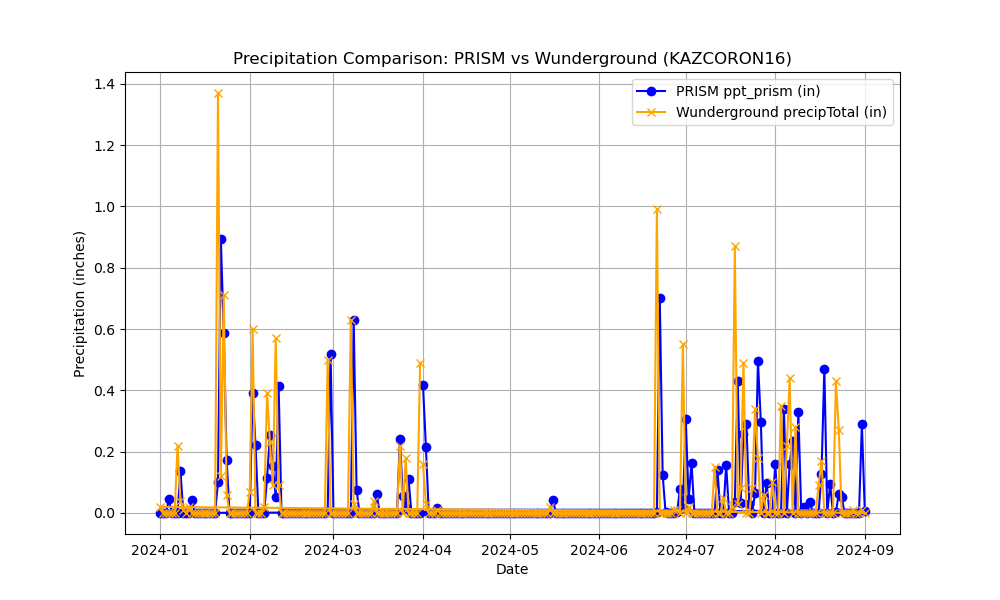 Precipitation Comparison: PRISM vs Wunderground (KAZCORON16)
PRISM ppt_prism (in)
Wunderground precipTotal (in)
Precipitation (inches)
1.4
1.2
1.0
0.8
0.6
0.4
0.2
0.0
2024-01 2024-02 2024-03 2024-04 2024-05 2024-06 2024-07 2024-08 2024-09
Date